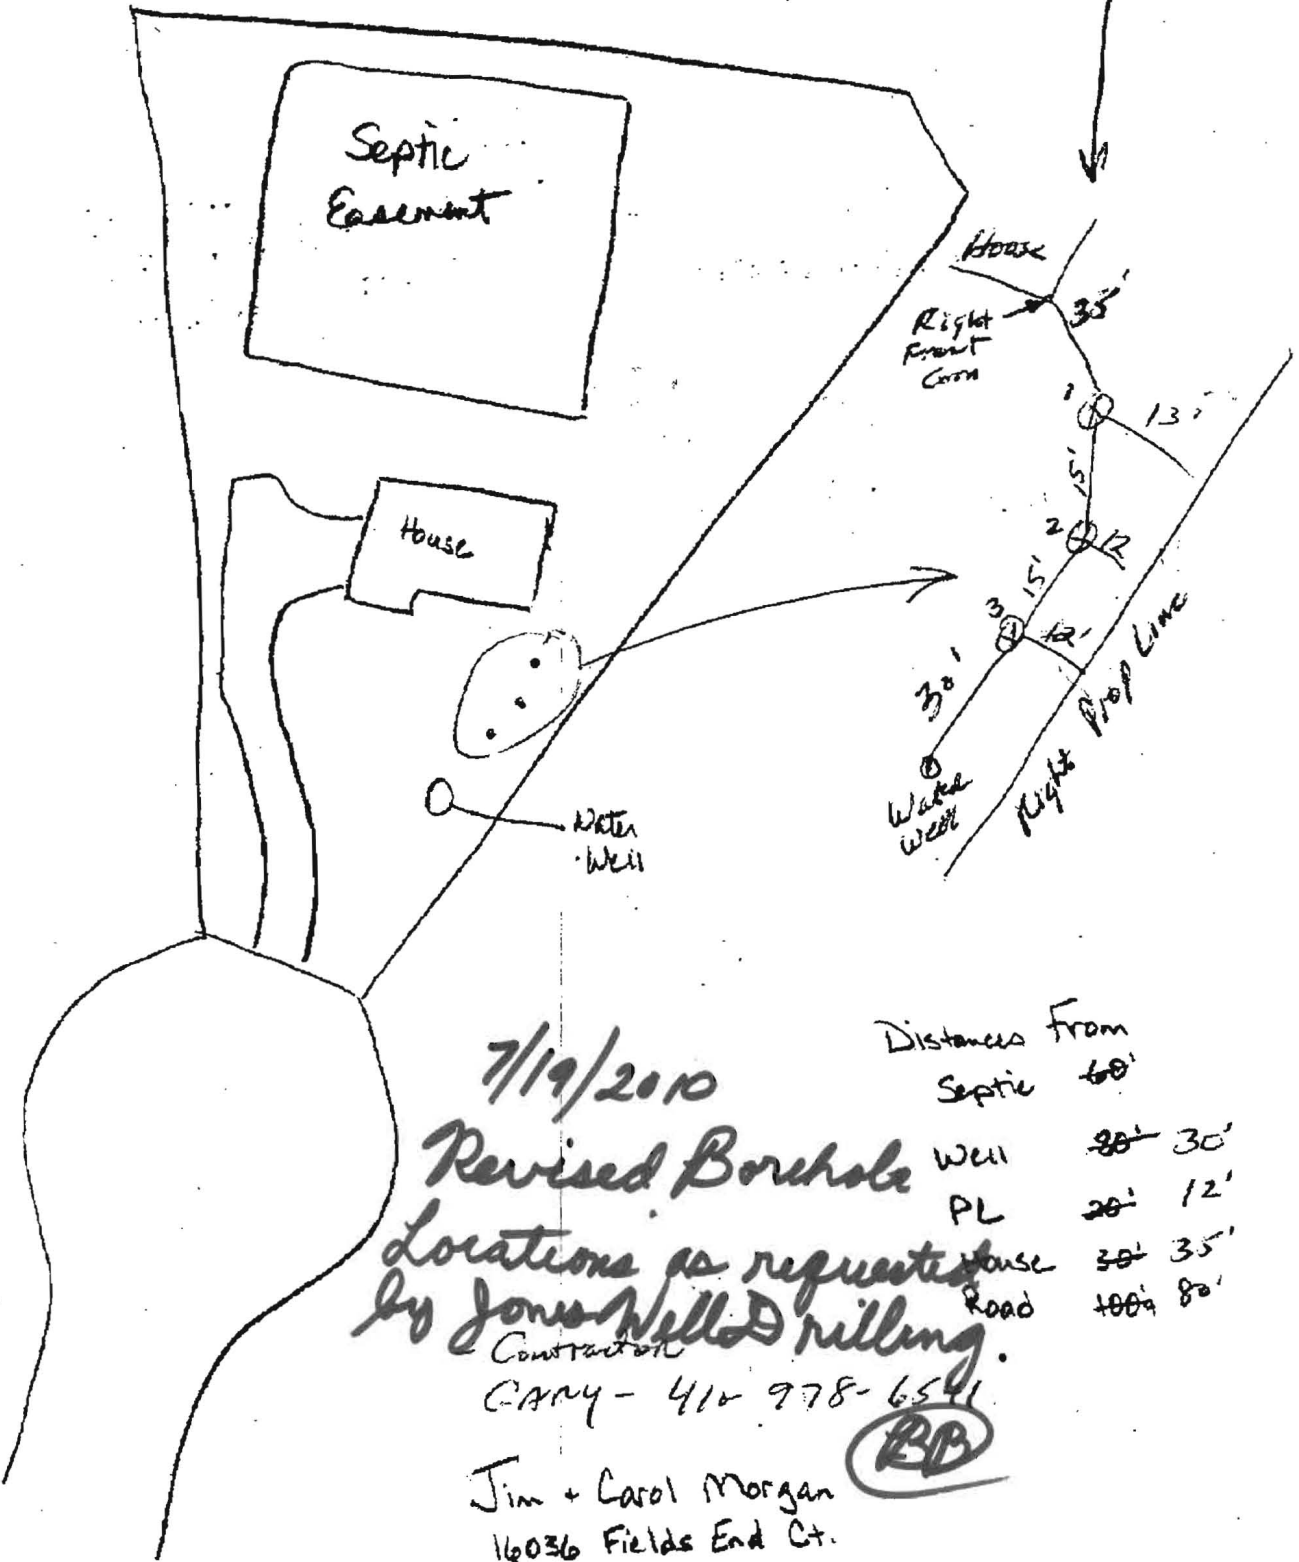 Septic
Easement
House
Water
Well
House
Right
Front
35'
1
13'
15'
2
12
15'
3
12'
30'
Water
Well
Right Prop Line
7/19/2010
Revised Borehole
Locations as requested
by Jones Well Drilling.
Contractor
GARY - 978-6541
BB
Jim + Carol Morgan
16036 Fields End Ct.
Distances From
Septic 60'
Well 80' 30'
PL 20' 12'
House 30' 35'
Road 100' 80'